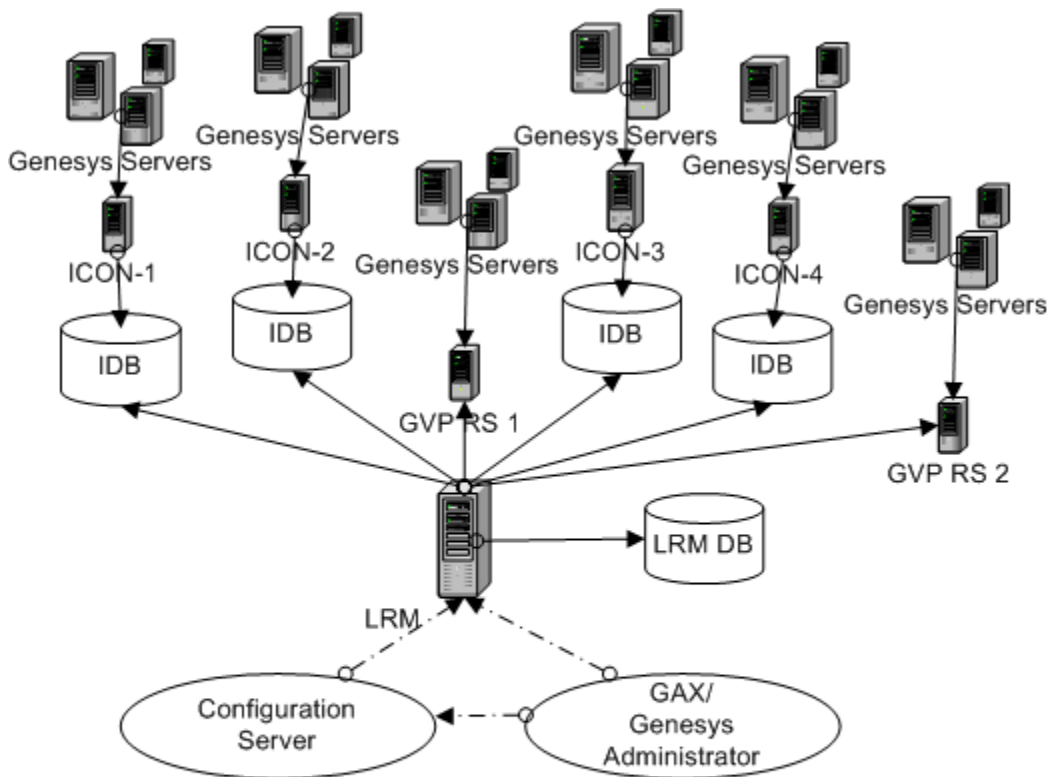 Genesys Servers
Genesys Servers
Genesys Servers
Genesys Servers
Genesys Servers
Genesys Servers
ICON-1
ICON-2
ICON-3
ICON-4
IDB
IDB
IDB
IDB
GVP RS 1
GVP RS 2
LRM DB
LRM
Configuration
Server
GAX/
Genesys
Administrator